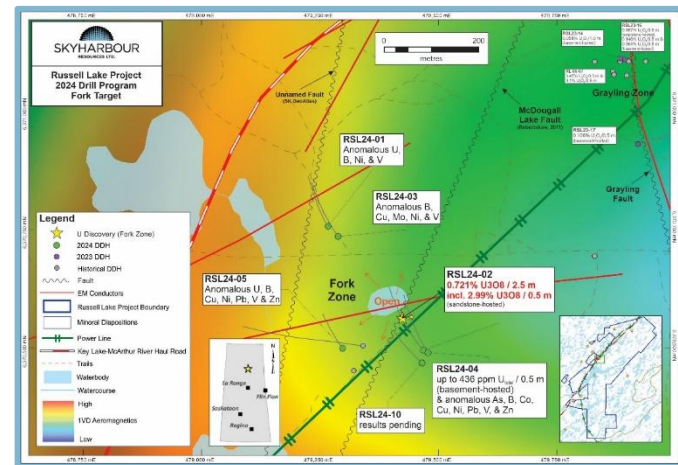 SKYHARBOUR
RESOURCES LTD.
Russell Lake Project
2024 Drill Program
Fork Target
0
200
metres
Unnamed Fault
McDougall
Lake Fault
Grayling Zone
Grayling
Fault
RSL24-01
Anomalous U,
B, Ni, & V
RSL24-03
Anomalous B,
Cu, Mo, Ni, & V
RSL24-05
Anomalous U, B,
Cu, Ni, Pb, V & Zn
Fork
Zone
Open
RSL24-02
0.721% U3O8 / 2.5 m
incl. 2.99% U3O8 / 0.5 m
(sandstone-hosted)
RSL24-04
up to 436 ppm U / 0.5 m
(basement-hosted)
& anomalous As, B, Co,
Cu, Ni, Pb, V & Zn
RSL24-10
results pending
Legend
U Discovery (Fork Zone)
2024 DDH
2023 DDH
Historical DDH
Fault
EM Conductors
Russell Lake Project Boundary
Mineral Dispositions
Power Line
Key Lake-McArthur River Haul Road
Trails
Waterbody
Watercourse
High
1VD Aeromagnetics
Low
La Ronge
Flin Flon
Saskatoon
Regina
N